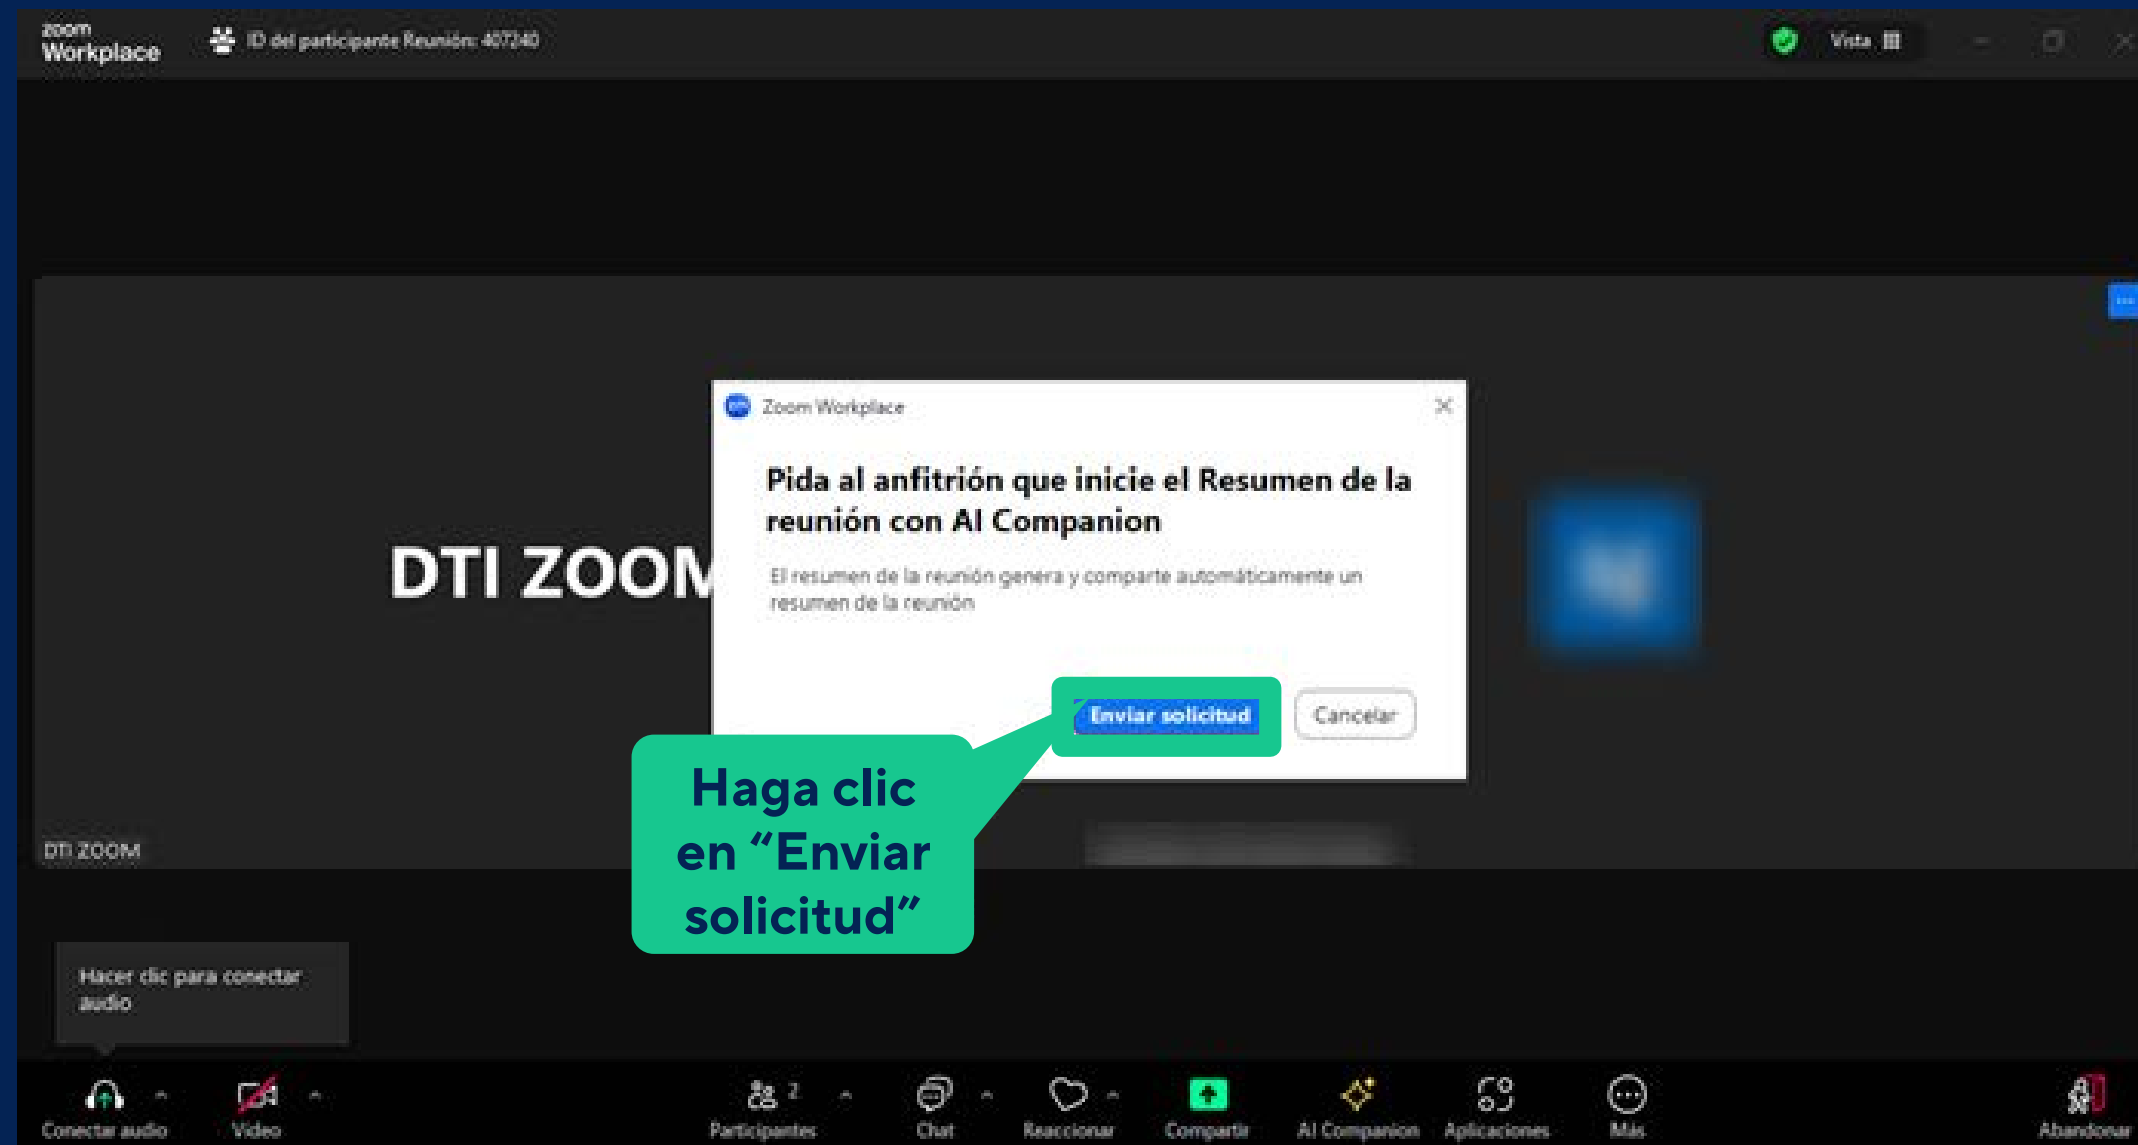 zoom
Workplace
ID del participante Reunión: 407240
Vista
Zoom Workplace
Pida al anfitrión que inicie el Resumen de la
reunión con AI Companion
El resumen de la reunión genera y comparte automáticamente un
resumen de la reunión
DTI ZOOM
Enviar solicitud
Cancelar
Haga clic
en “Enviar
solicitud”
DTI ZOOM
Hacer clic para conectar
audio
Conectar audio
Video
2
Participantes
Chat
Reaccionar
Compartir
AI Companion
Aplicaciones
Más
Abandonar